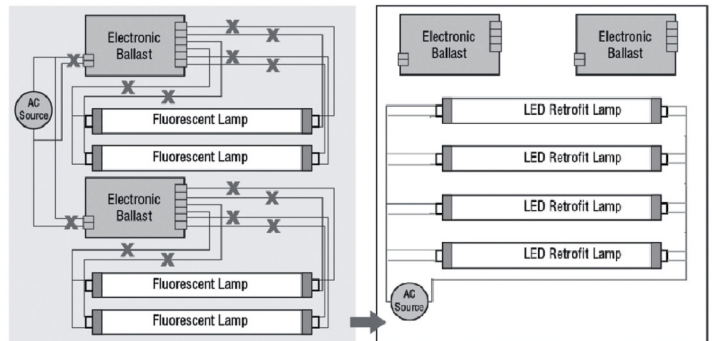 Electronic
Ballast
AC
Source
Fluorescent Lamp
Fluorescent Lamp
Electronic
Ballast
Fluorescent Lamp
Fluorescent Lamp
Electronic
Ballast
Electronic
Ballast
LED Retrofit Lamp
LED Retrofit Lamp
LED Retrofit Lamp
LED Retrofit Lamp
AC
Source